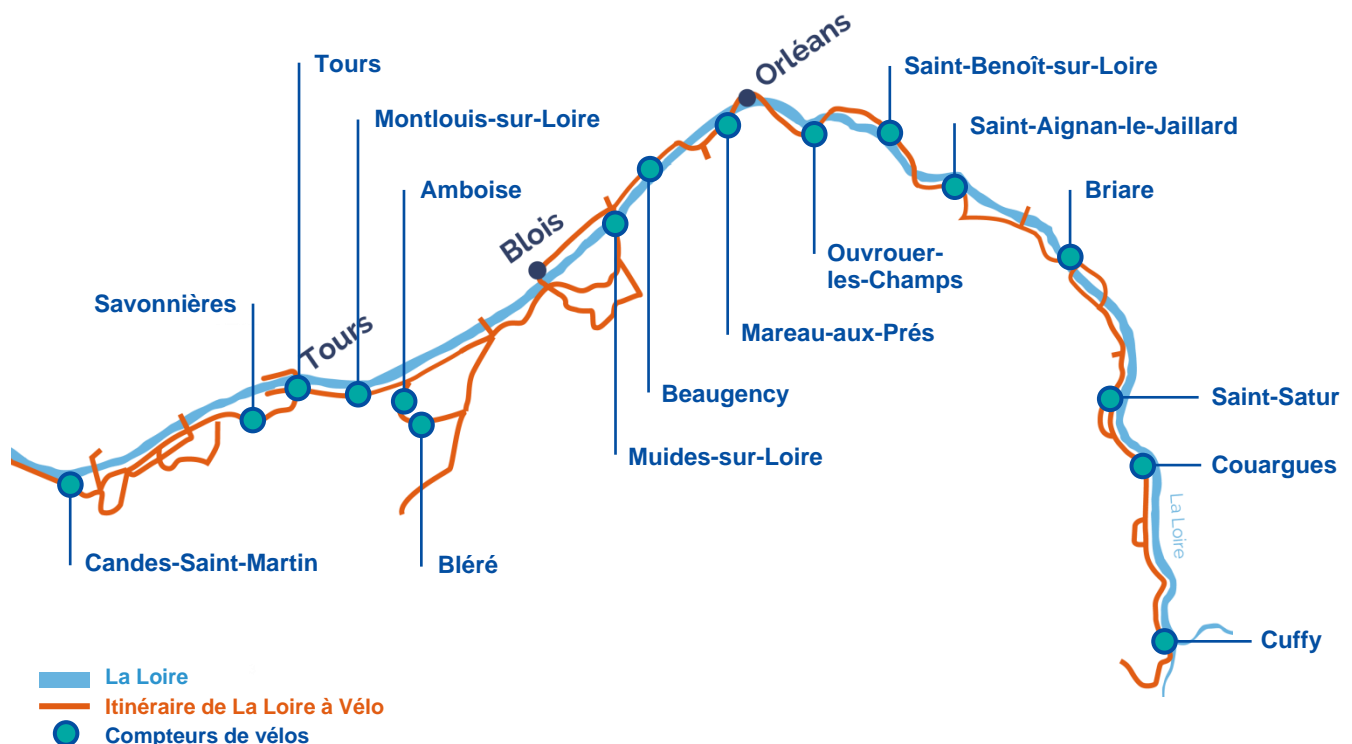 Orléans
Tours
Saint-Benoît-sur-Loire
Montlouis-sur-Loire
Saint-Aignan-le-Jaillard
Amboise
Briare
Blois
Ouvrouer-
les-Champs
Savonnières
Tours
Mareau-aux-Prés
Beaugency
Saint-Satur
Muides-sur-Loire
Couargues
La Loire
Candes-Saint-Martin
Bléré
Cuffy
La Loire
Itinéraire de La Loire à Vélo
Compteurs de vélos